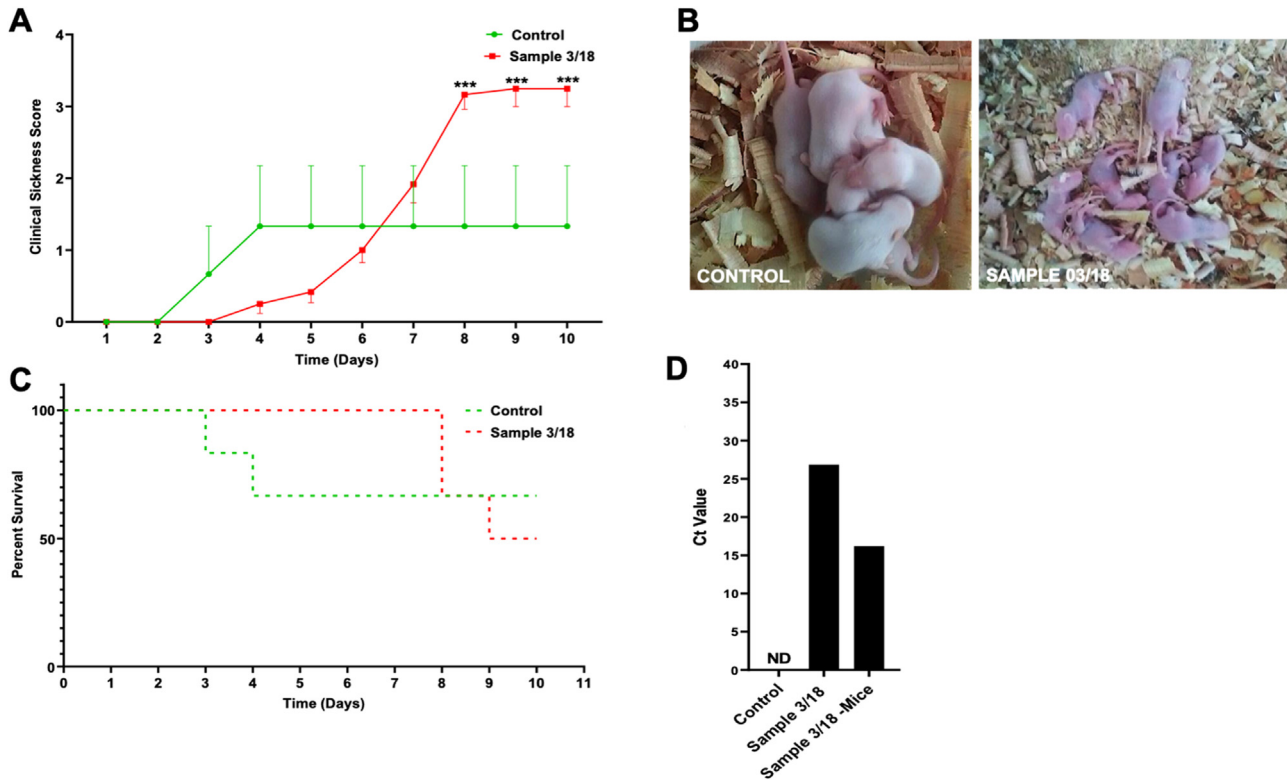 A
Control
Sample 3/18
4
3
2
1
0
Clinical Sickness Score
*** *** ***
1 2 3 4 5 6 7 8 9 10
Time (Days)
B
CONTROL
SAMPLE 03/18
C
Control
Sample 3/18
100
50
0
Percent Survival
0 1 2 3 4 5 6 7 8 9 10 11
Time (Days)
D
40
35
30
25
20
15
10
5
0
Ct Value
ND
Control
Sample 3/18
Sample 3/18 -Mice